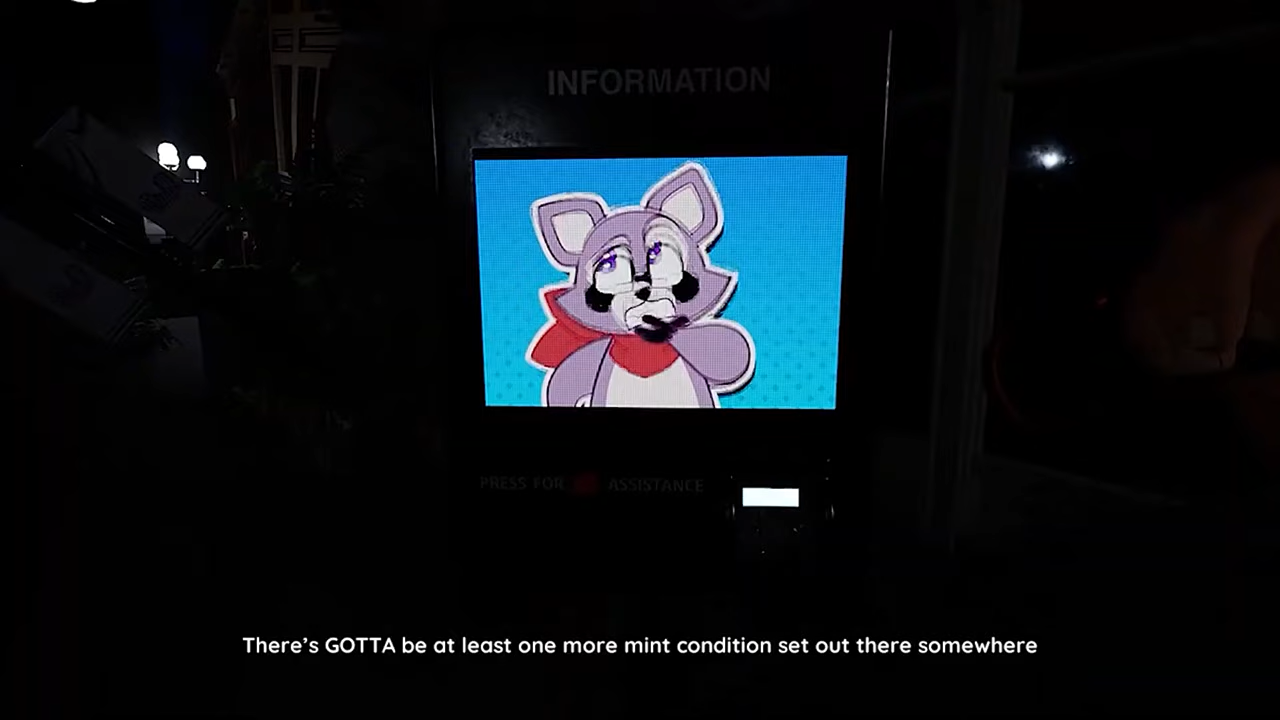 INFORMATION
PRESS FOR ASSISTANCE
There's GOTTA be at least one more mint condition set out there somewhere